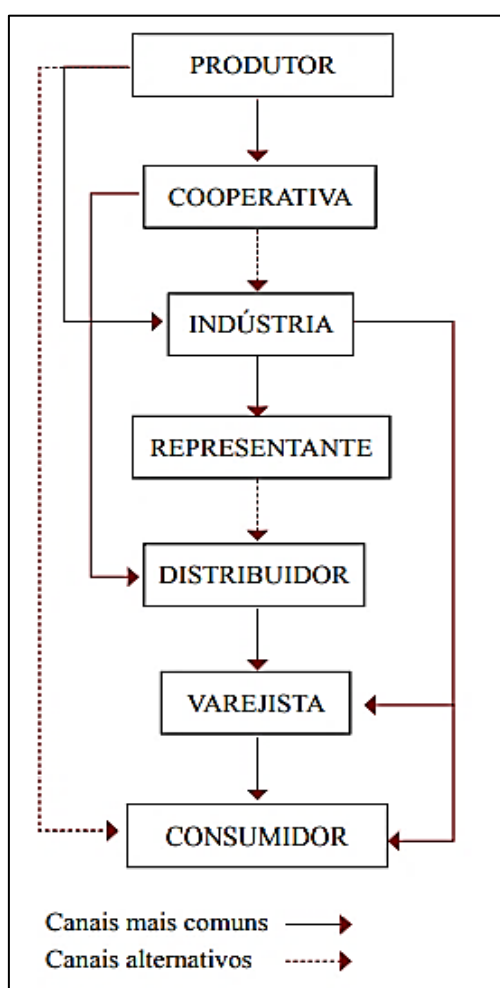 PRODUTOR
COOPERATIVA
INDÚSTRIA
REPRESENTANTE
DISTRIBUIDOR
VAREJISTA
CONSUMIDOR
Canais mais comuns
Canais alternativos